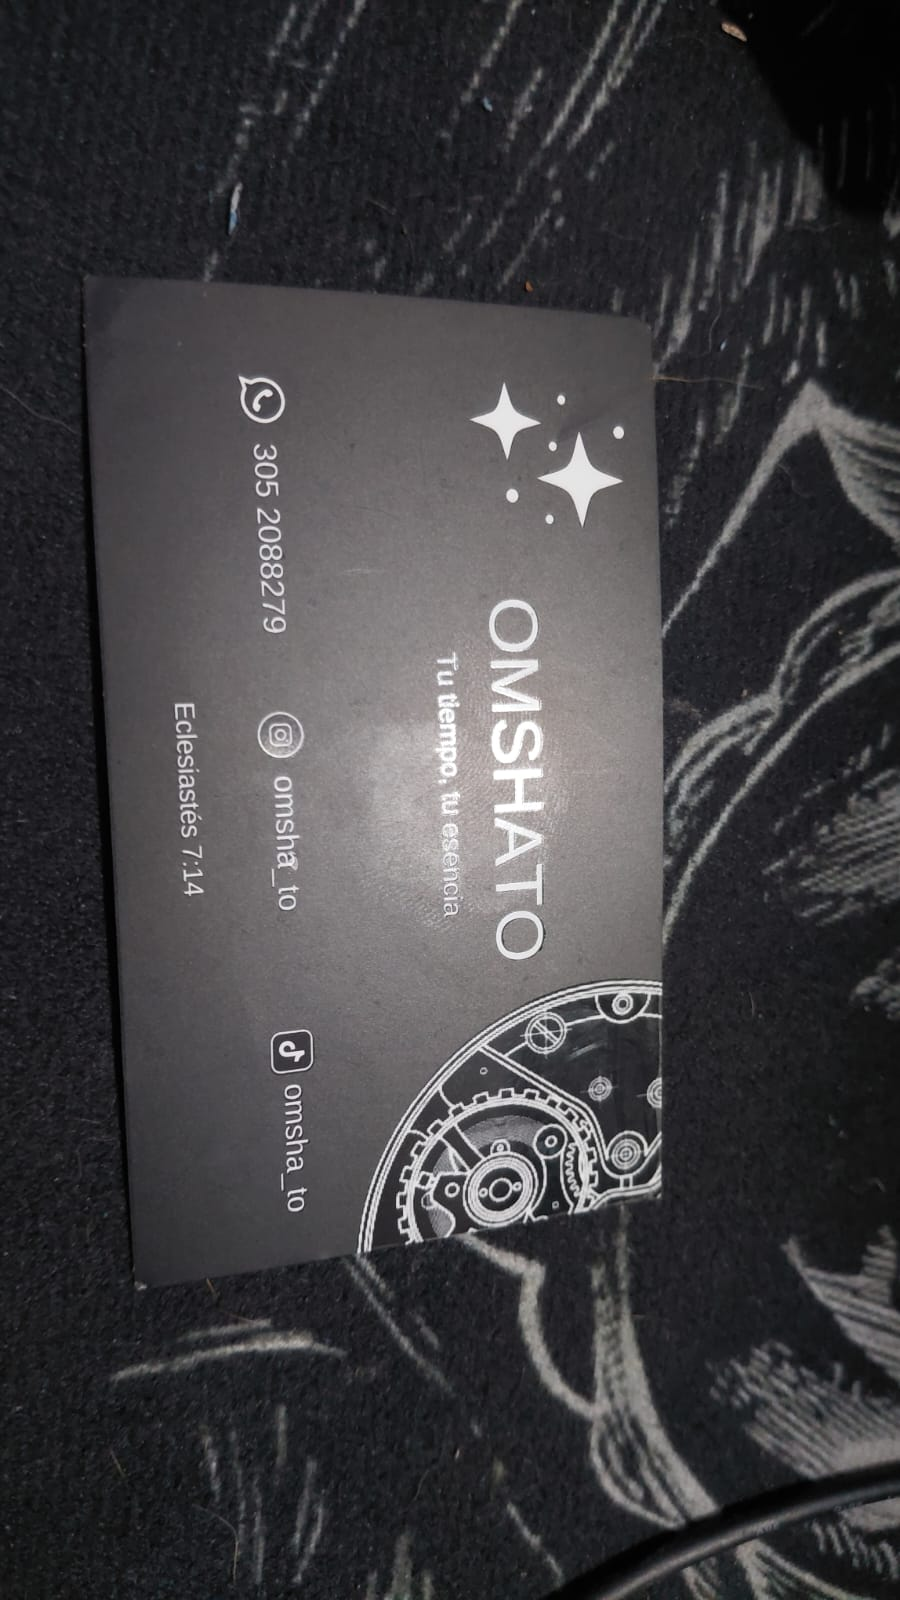 OMSHATO
Tu tiempo, tu esencia
305 2088279
omsha_to
omsha_to
Eclesiastés 7:14